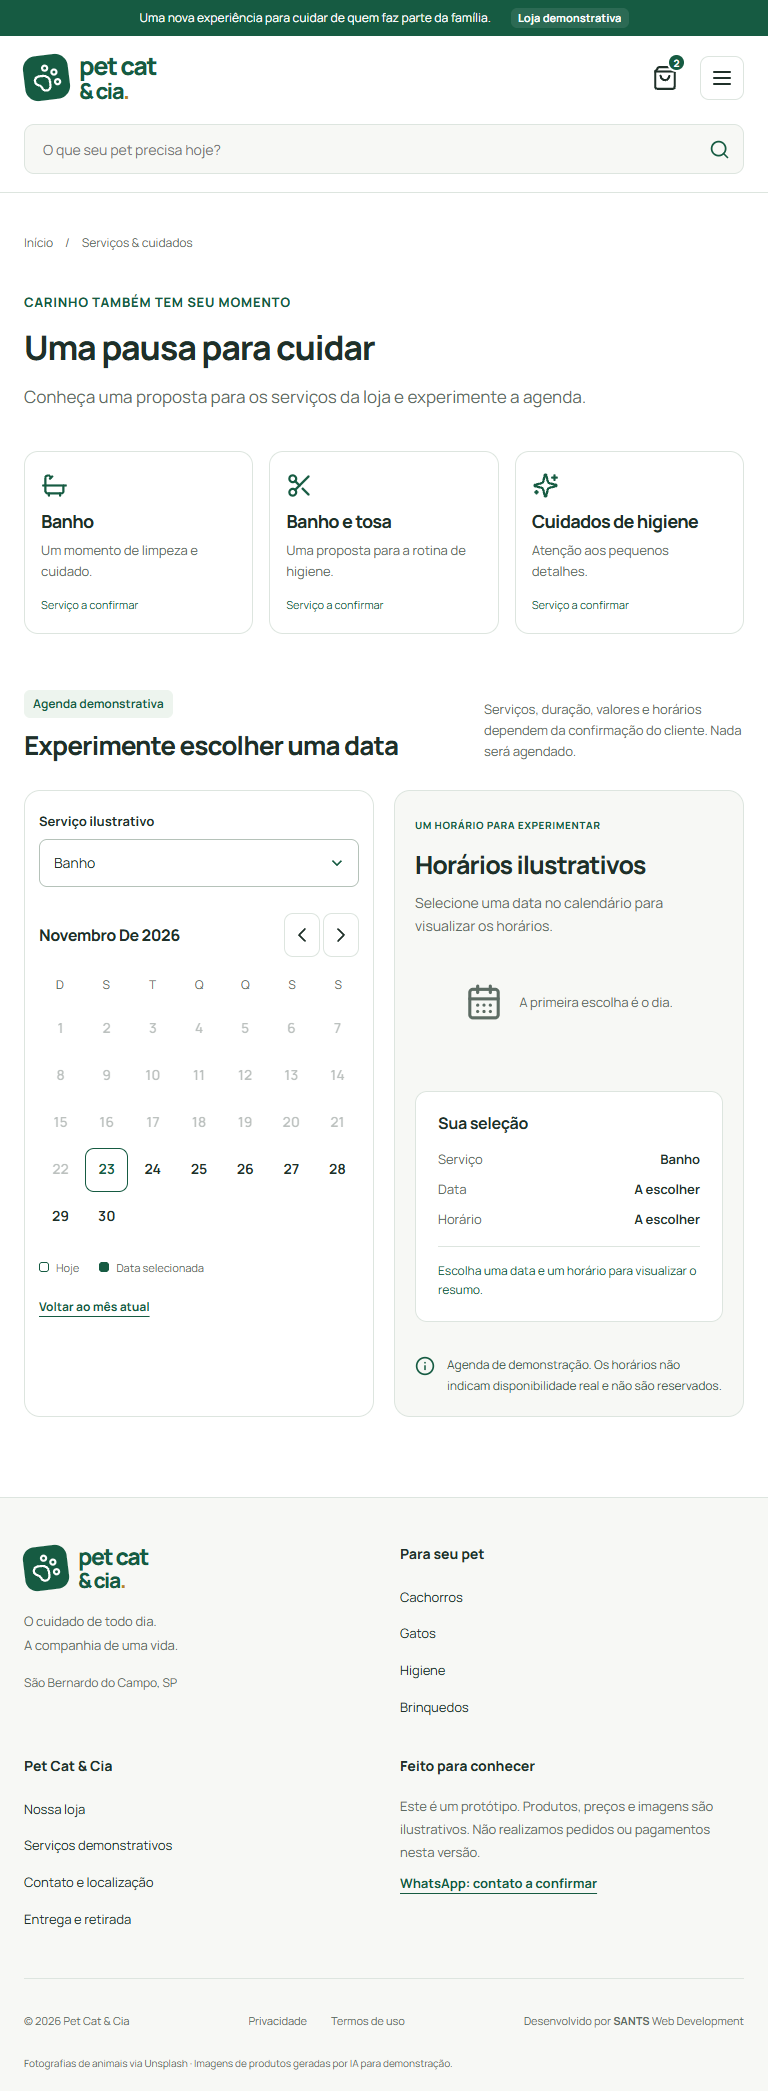 Uma nova experiência para cuidar de quem faz parte da família.
Loja demonstrativa
pet cat
& cia.
2
O que seu pet precisa hoje?
Início / Serviços & cuidados
CARINHO TAMBÉM TEM SEU MOMENTO
Uma pausa para cuidar
Conheça uma proposta para os serviços da loja e experimente a agenda.
Banho
Um momento de limpeza e
cuidado.
Serviço a confirmar
Banho e tosa
Uma proposta para a rotina de
higiene.
Serviço a confirmar
Cuidados de higiene
Atenção aos pequenos
detalhes.
Serviço a confirmar
Agenda demonstrativa
Experimente escolher uma data
Serviços, duração, valores e horários
dependem da confirmação do cliente. Nada
será agendado.
Serviço ilustrativo
Banho
Novembro De 2026
D S T Q Q S S
1 2 3 4 5 6 7
8 9 10 11 12 13 14
15 16 17 18 19 20 21
22 23 24 25 26 27 28
29 30
Hoje
Data selecionada
Voltar ao mês atual
UM HORÁRIO PARA EXPERIMENTAR
Horários ilustrativos
Selecione uma data no calendário para
visualizar os horários.
A primeira escolha é o dia.
Sua seleção
Serviço Banho
Data A escolher
Horário A escolher
Escolha uma data e um horário para visualizar o
resumo.
Agenda de demonstração. Os horários não
indicam disponibilidade real e não são reservados.
pet cat
& cia.
O cuidado de todo dia.
A companhia de uma vida.
São Bernardo do Campo, SP
Para seu pet
Cachorros
Gatos
Higiene
Brinquedos
Pet Cat & Cia
Nossa loja
Serviços demonstrativos
Contato e localização
Entrega e retirada
Feito para conhecer
Este é um protótipo. Produtos, preços e imagens são
ilustrativos. Não realizamos pedidos ou pagamentos
nesta versão.
WhatsApp: contato a confirmar
© 2026 Pet Cat & Cia
Privacidade
Termos de uso
Desenvolvido por SANTS Web Development
Fotografias de animais via Unsplash · Imagens de produtos geradas por IA para demonstração.